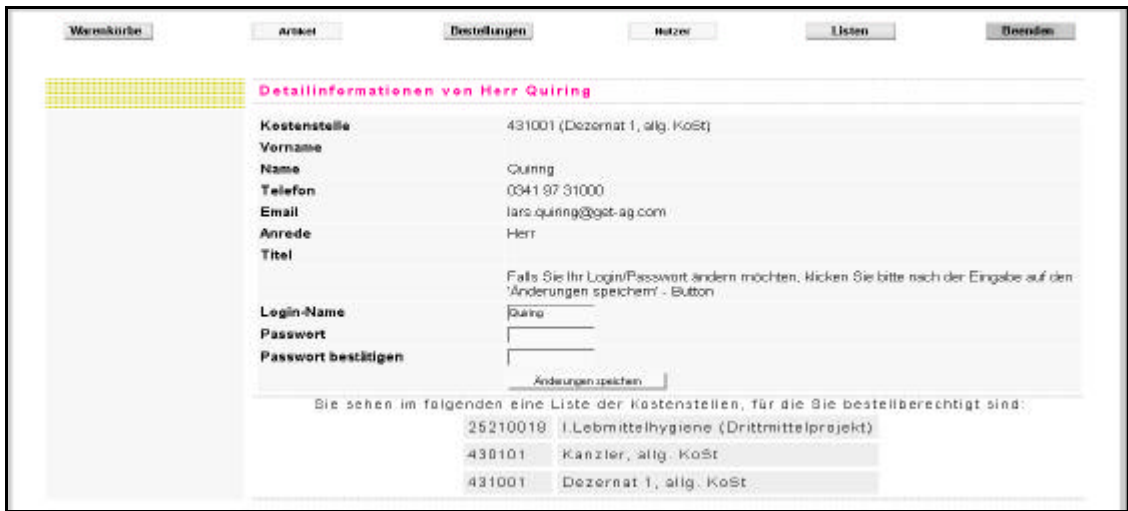 Warenkörbe Artikel Bestellungen Nutzer Listen Beenden
Detailinformationen von Herr Quiring
Kostenstelle 431001 (Dezernat 1, allg. KoSt)
Vorname
Name Quiring
Telefon 0341 97 31000
Email lars.quiring@get-ag.com
Anrede Herr
Titel
Falls Sie Ihr Login/Passwort ändern möchten, klicken Sie bitte nach der Eingabe auf den
'Änderungen speichern' - Button
Login-Name Quiring
Passwort
Passwort bestätigen
Änderungen speichern
Sie sehen im folgenden eine Liste der Kostenstellen, für die Sie bestellberechtigt sind:
25210018 I.Lebmittelhygiene (Drittmittelprojekt)
430101 Kanzler, allg. KoSt
431001 Dezernat 1, allg. KoSt